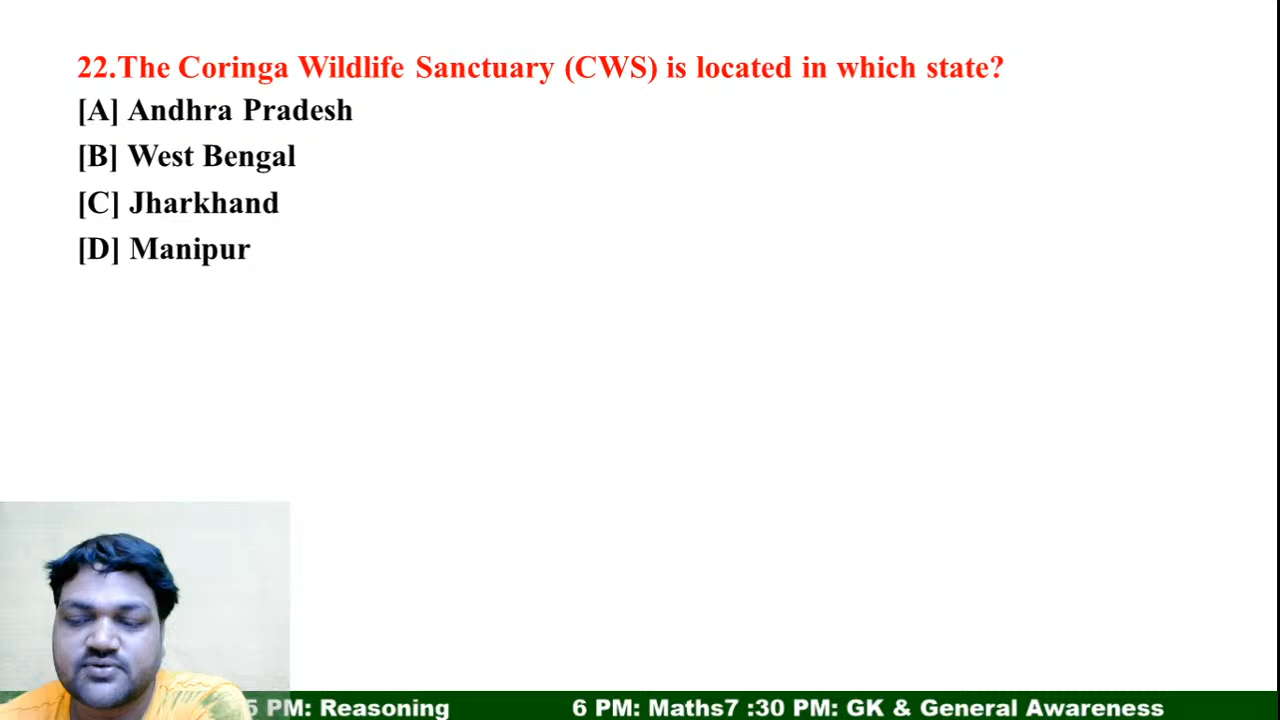 22.The Coringa Wildlife Sanctuary (CWS) is located in which state?
[A] Andhra Pradesh
[B] West Bengal
[C] Jharkhand
[D] Manipur
5 PM: Reasoning 6 PM: Maths7 :30 PM: GK & General Awareness